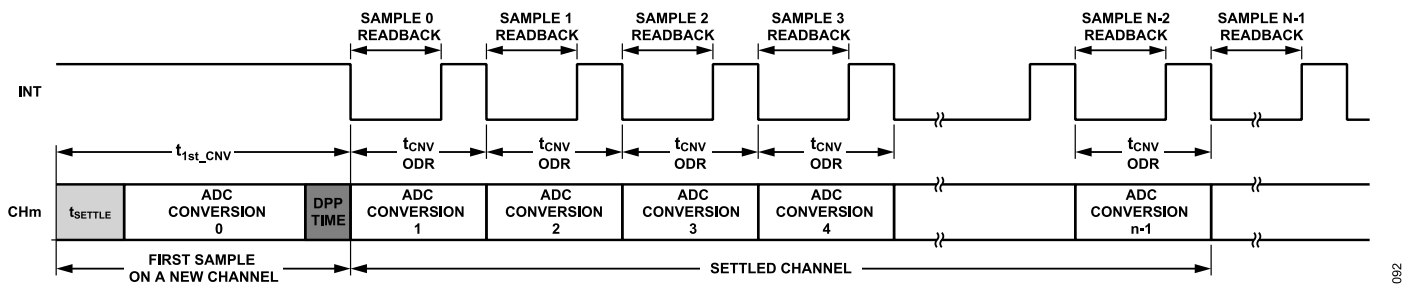 SAMPLE 0 SAMPLE 1 SAMPLE 2 SAMPLE 3 SAMPLE N-2 SAMPLE N-1
READBACK READBACK READBACK READBACK READBACK READBACK
INT
t1st_CNV tCNV tCNV tCNV tCNV tCNV
ODR ODR ODR ODR ODR
CHm tSETTLE ADC CONVERSION 0 DPP TIME ADC CONVERSION 1 ADC CONVERSION 2 ADC CONVERSION 3 ADC CONVERSION 4 ADC CONVERSION n-1
FIRST SAMPLE
ON A NEW CHANNEL
SETTLED CHANNEL
092